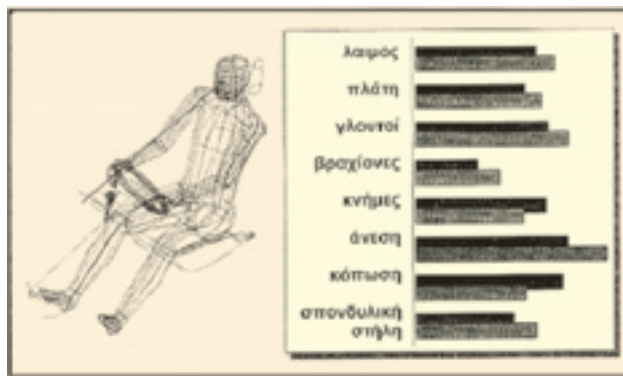 λαιμός
πλάτη
γλουτοί
βραχίονες
κνήμες
άνεση
κόπωση
σπονδυλική
στήλη